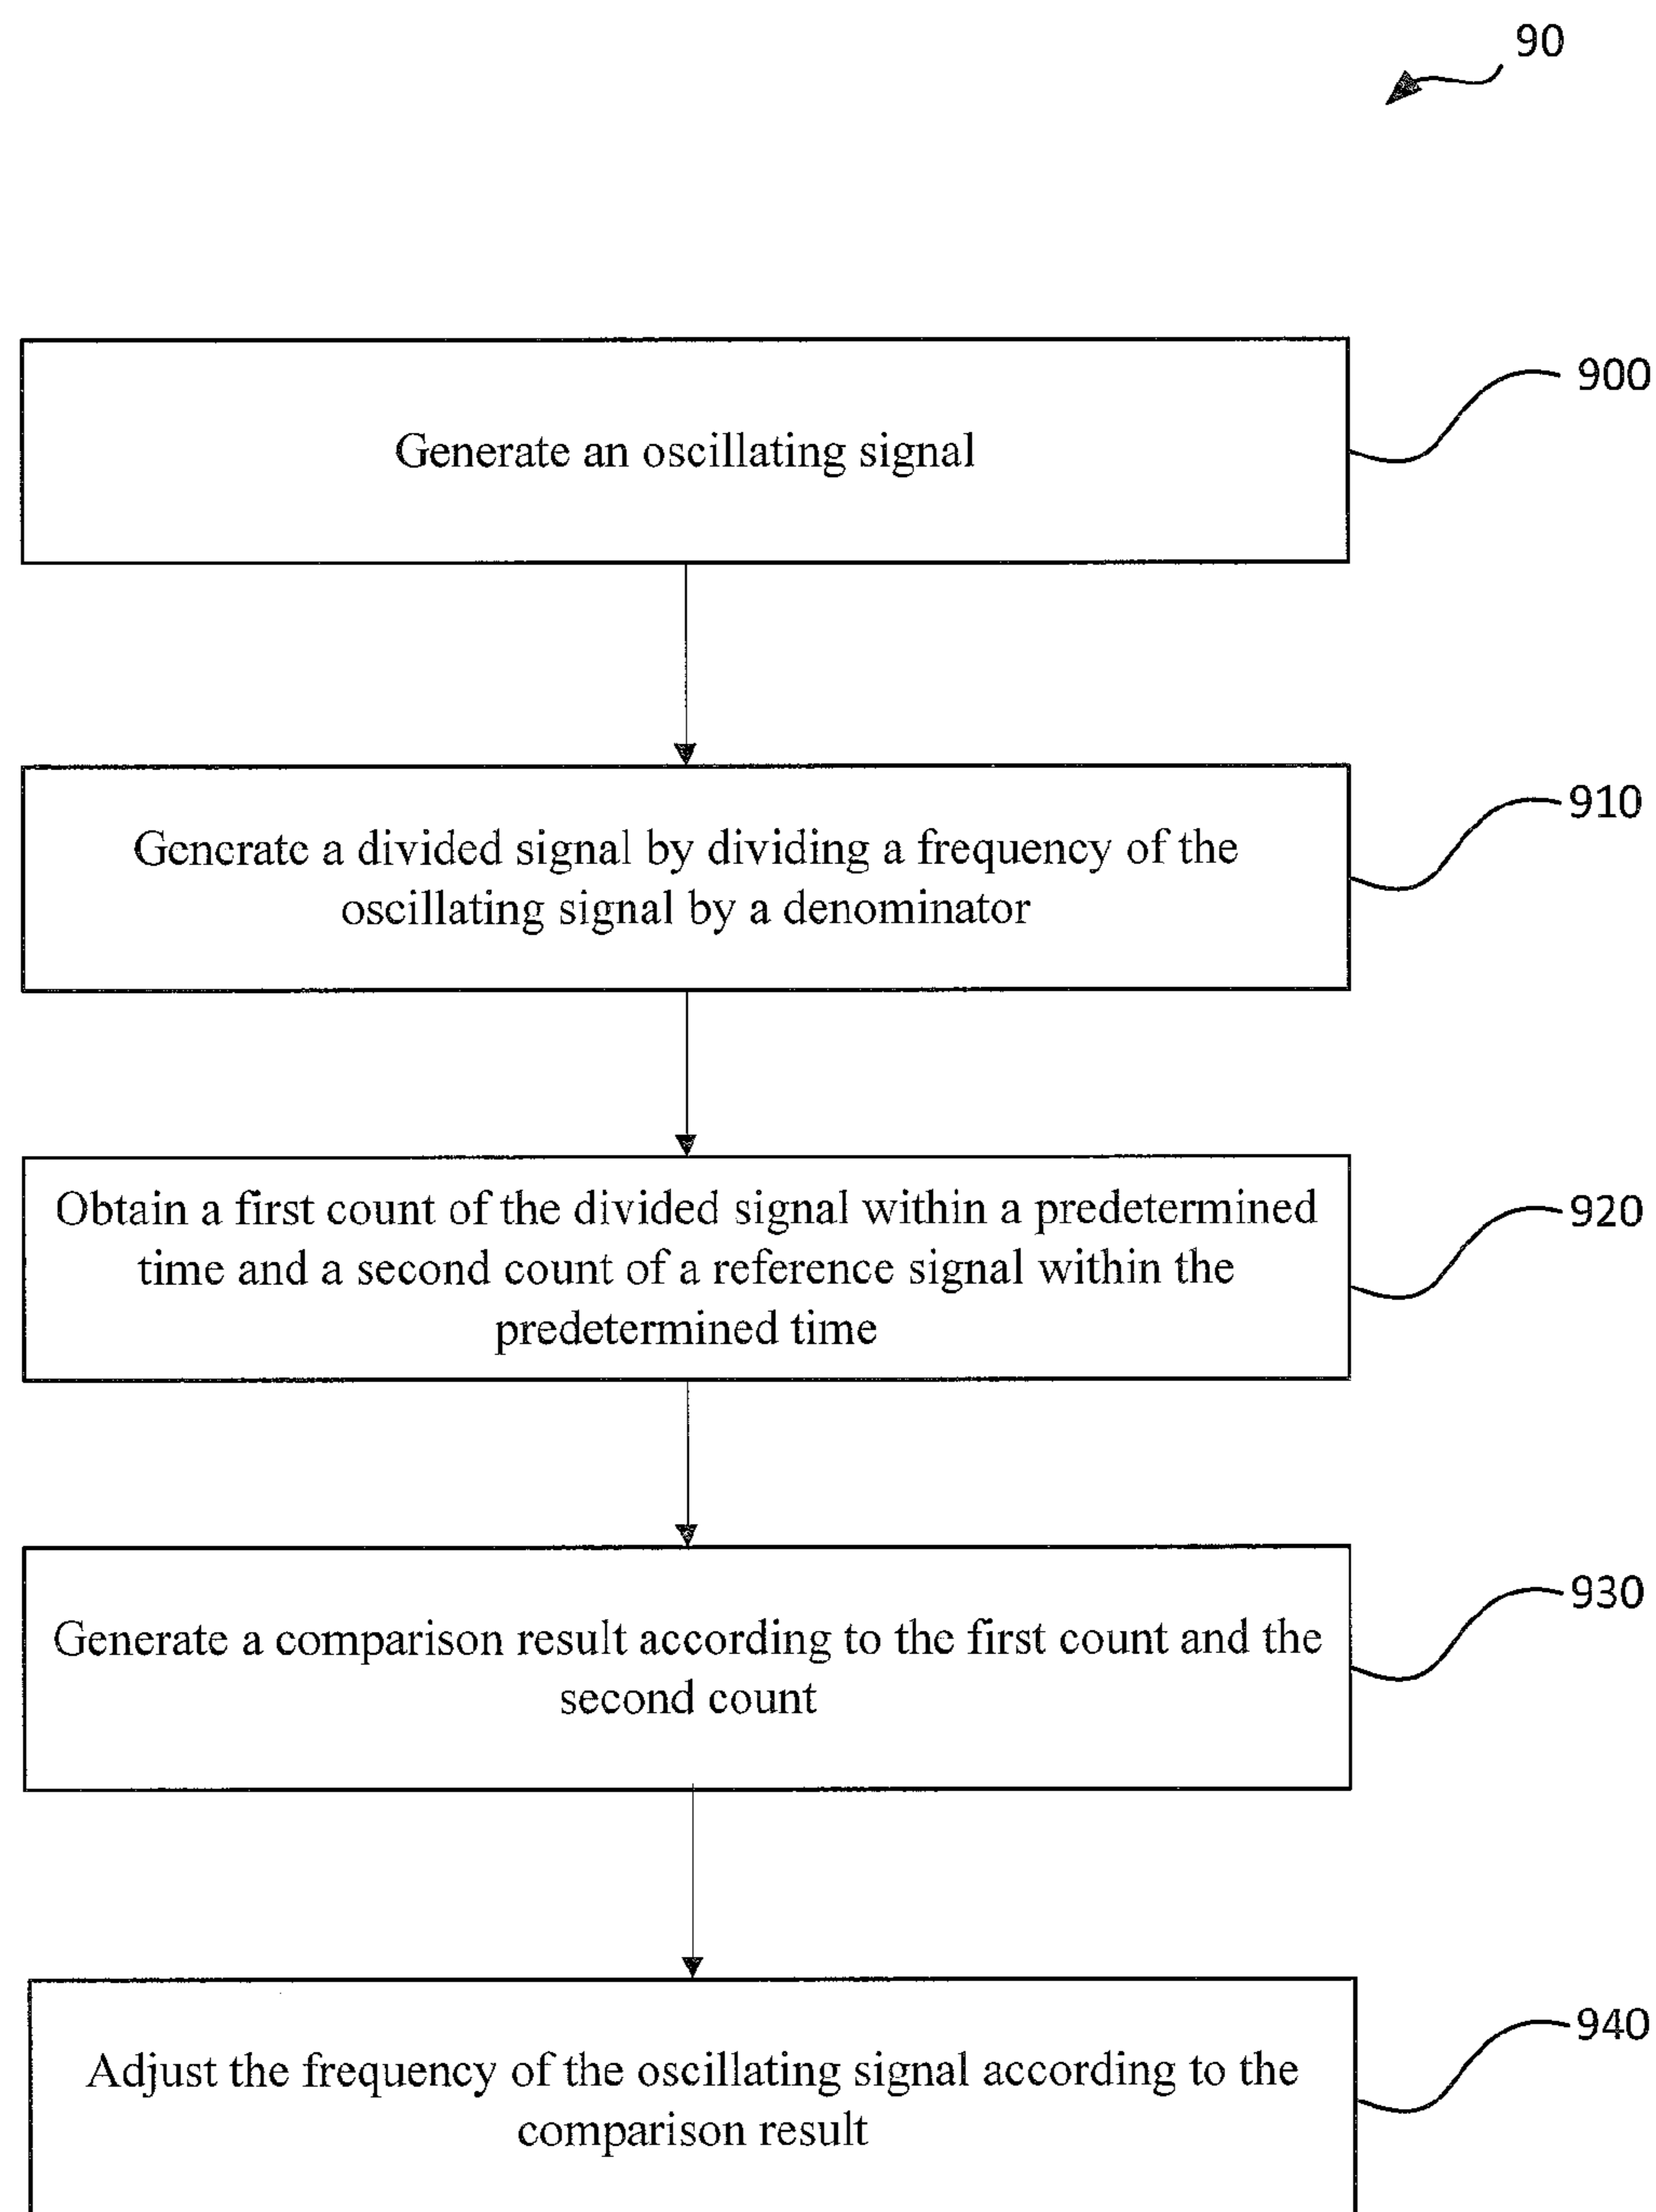 90
Generate an oscillating signal
900
Generate a divided signal by dividing a frequency of the
oscillating signal by a denominator
910
Obtain a first count of the divided signal within a predetermined
time and a second count of a reference signal within the
predetermined time
920
Generate a comparison result according to the first count and the
second count
930
Adjust the frequency of the oscillating signal according to the
comparison result
940